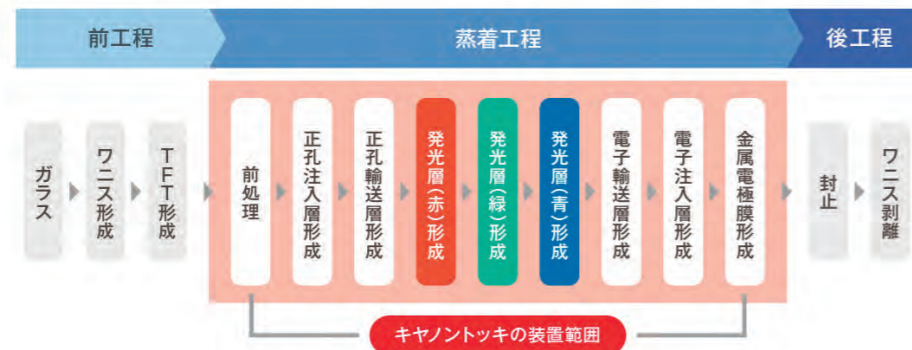 前工程
蒸着工程
後工程
ガラス
ワニス形成
TFT形成
前処理
正孔注入層形成
正孔輸送層形成
発光層(赤)形成
発光層(緑)形成
発光層(青)形成
電子輸送層形成
電子注入層形成
金属電極膜形成
封止
ワニス剥離
キヤノントッキの装置範囲